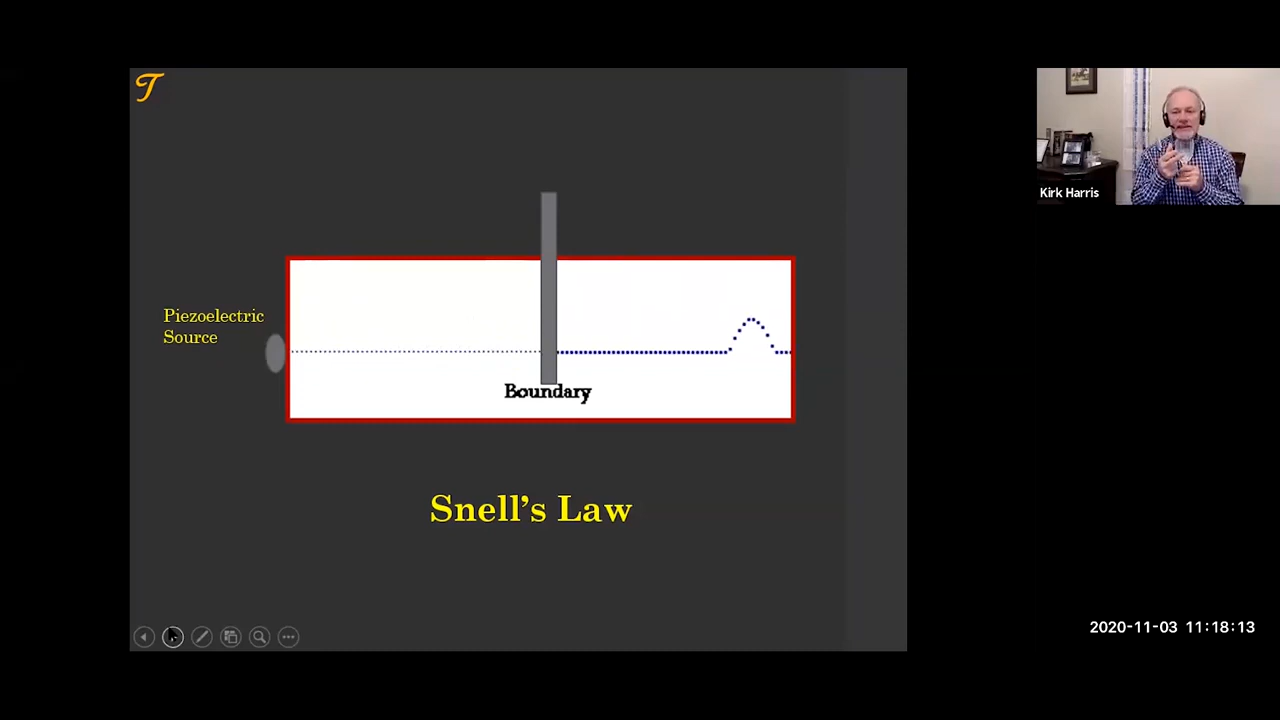 T
Kirk Harris
Piezoelectric
Source
Boundary
Snell's Law
2020-11-03 11:18:13